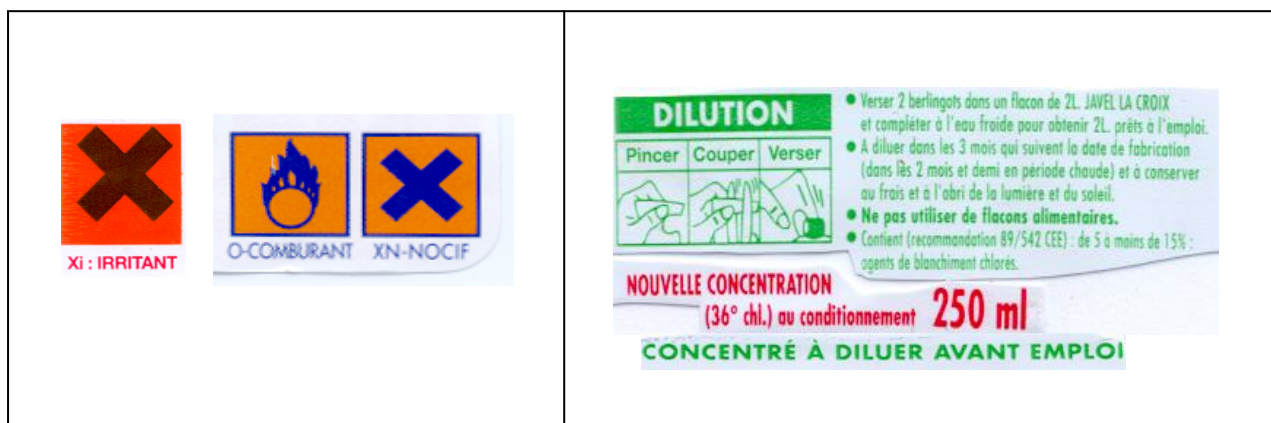 Xi : IRRITANT
O-COMBURANT XN-NOCIF
DILUTION
Pincer Couper Verser
● Verser 2 berlingots dans un flacon de 2L. JAVEL LA CROIX
et compléter à l'eau froide pour obtenir 2L. prêts à l'emploi.
● A diluer dans les 3 mois qui suivent la date de fabrication
(dans lès 2 mois et demi en période chaude) et à conserver
au frais et à l'abri de la lumière et du soleil.
● Ne pas utiliser de flacons alimentaires.
● Contient (recommandation 89/542 CEE) : de 5 à moins de 15% :
agents de blanchiment chlorés.
NOUVELLE CONCENTRATION
(36° chl.) au conditionnement 250 ml
CONCENTRÉ À DILUER AVANT EMPLOI